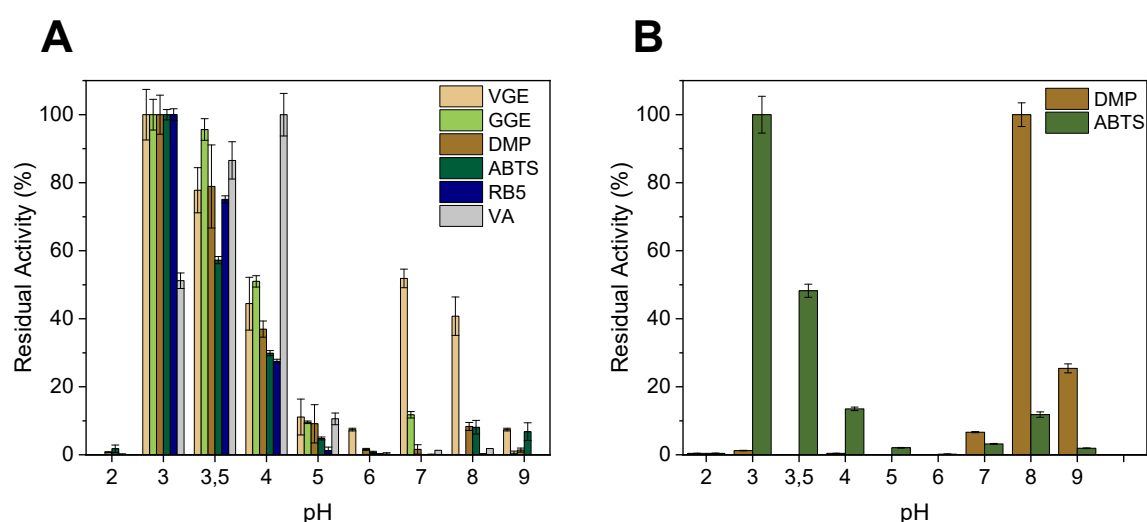 A
B
Residual Activity (%)
100
80
60
40
20
0
2 3 3,5 4 5 6 7 8 9
pH
VGE
GGE
DMP
ABTS
RB5
VA
Residual Activity (%)
100
80
60
40
20
0
2 3 3,5 4 5 6 7 8 9
pH
DMP
ABTS